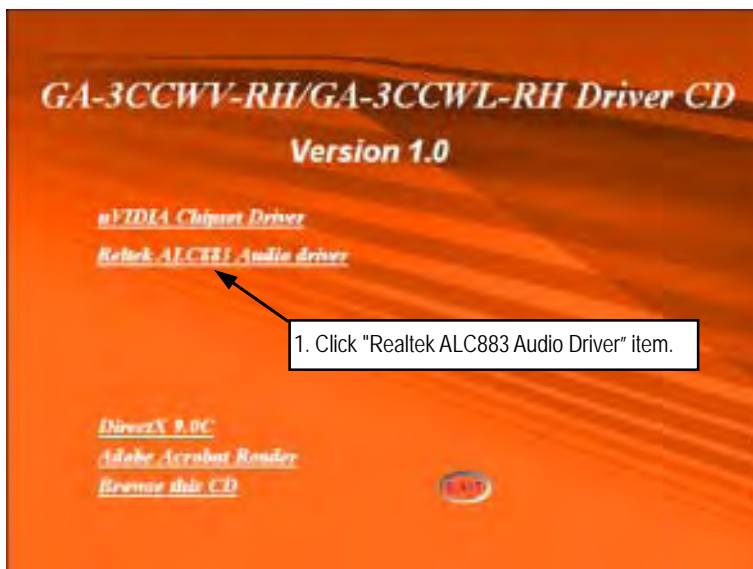 GA-3CCWV-RH/GA-3CCWL-RH Driver CD
Version 1.0
nVIDIA Chipset Driver
Reltek ALC883 Audio driver
1. Click "Realtek ALC883 Audio Driver” item.
DirectX 9.0C
Adobe Acrobat Reader
Browse this CD
EXIT